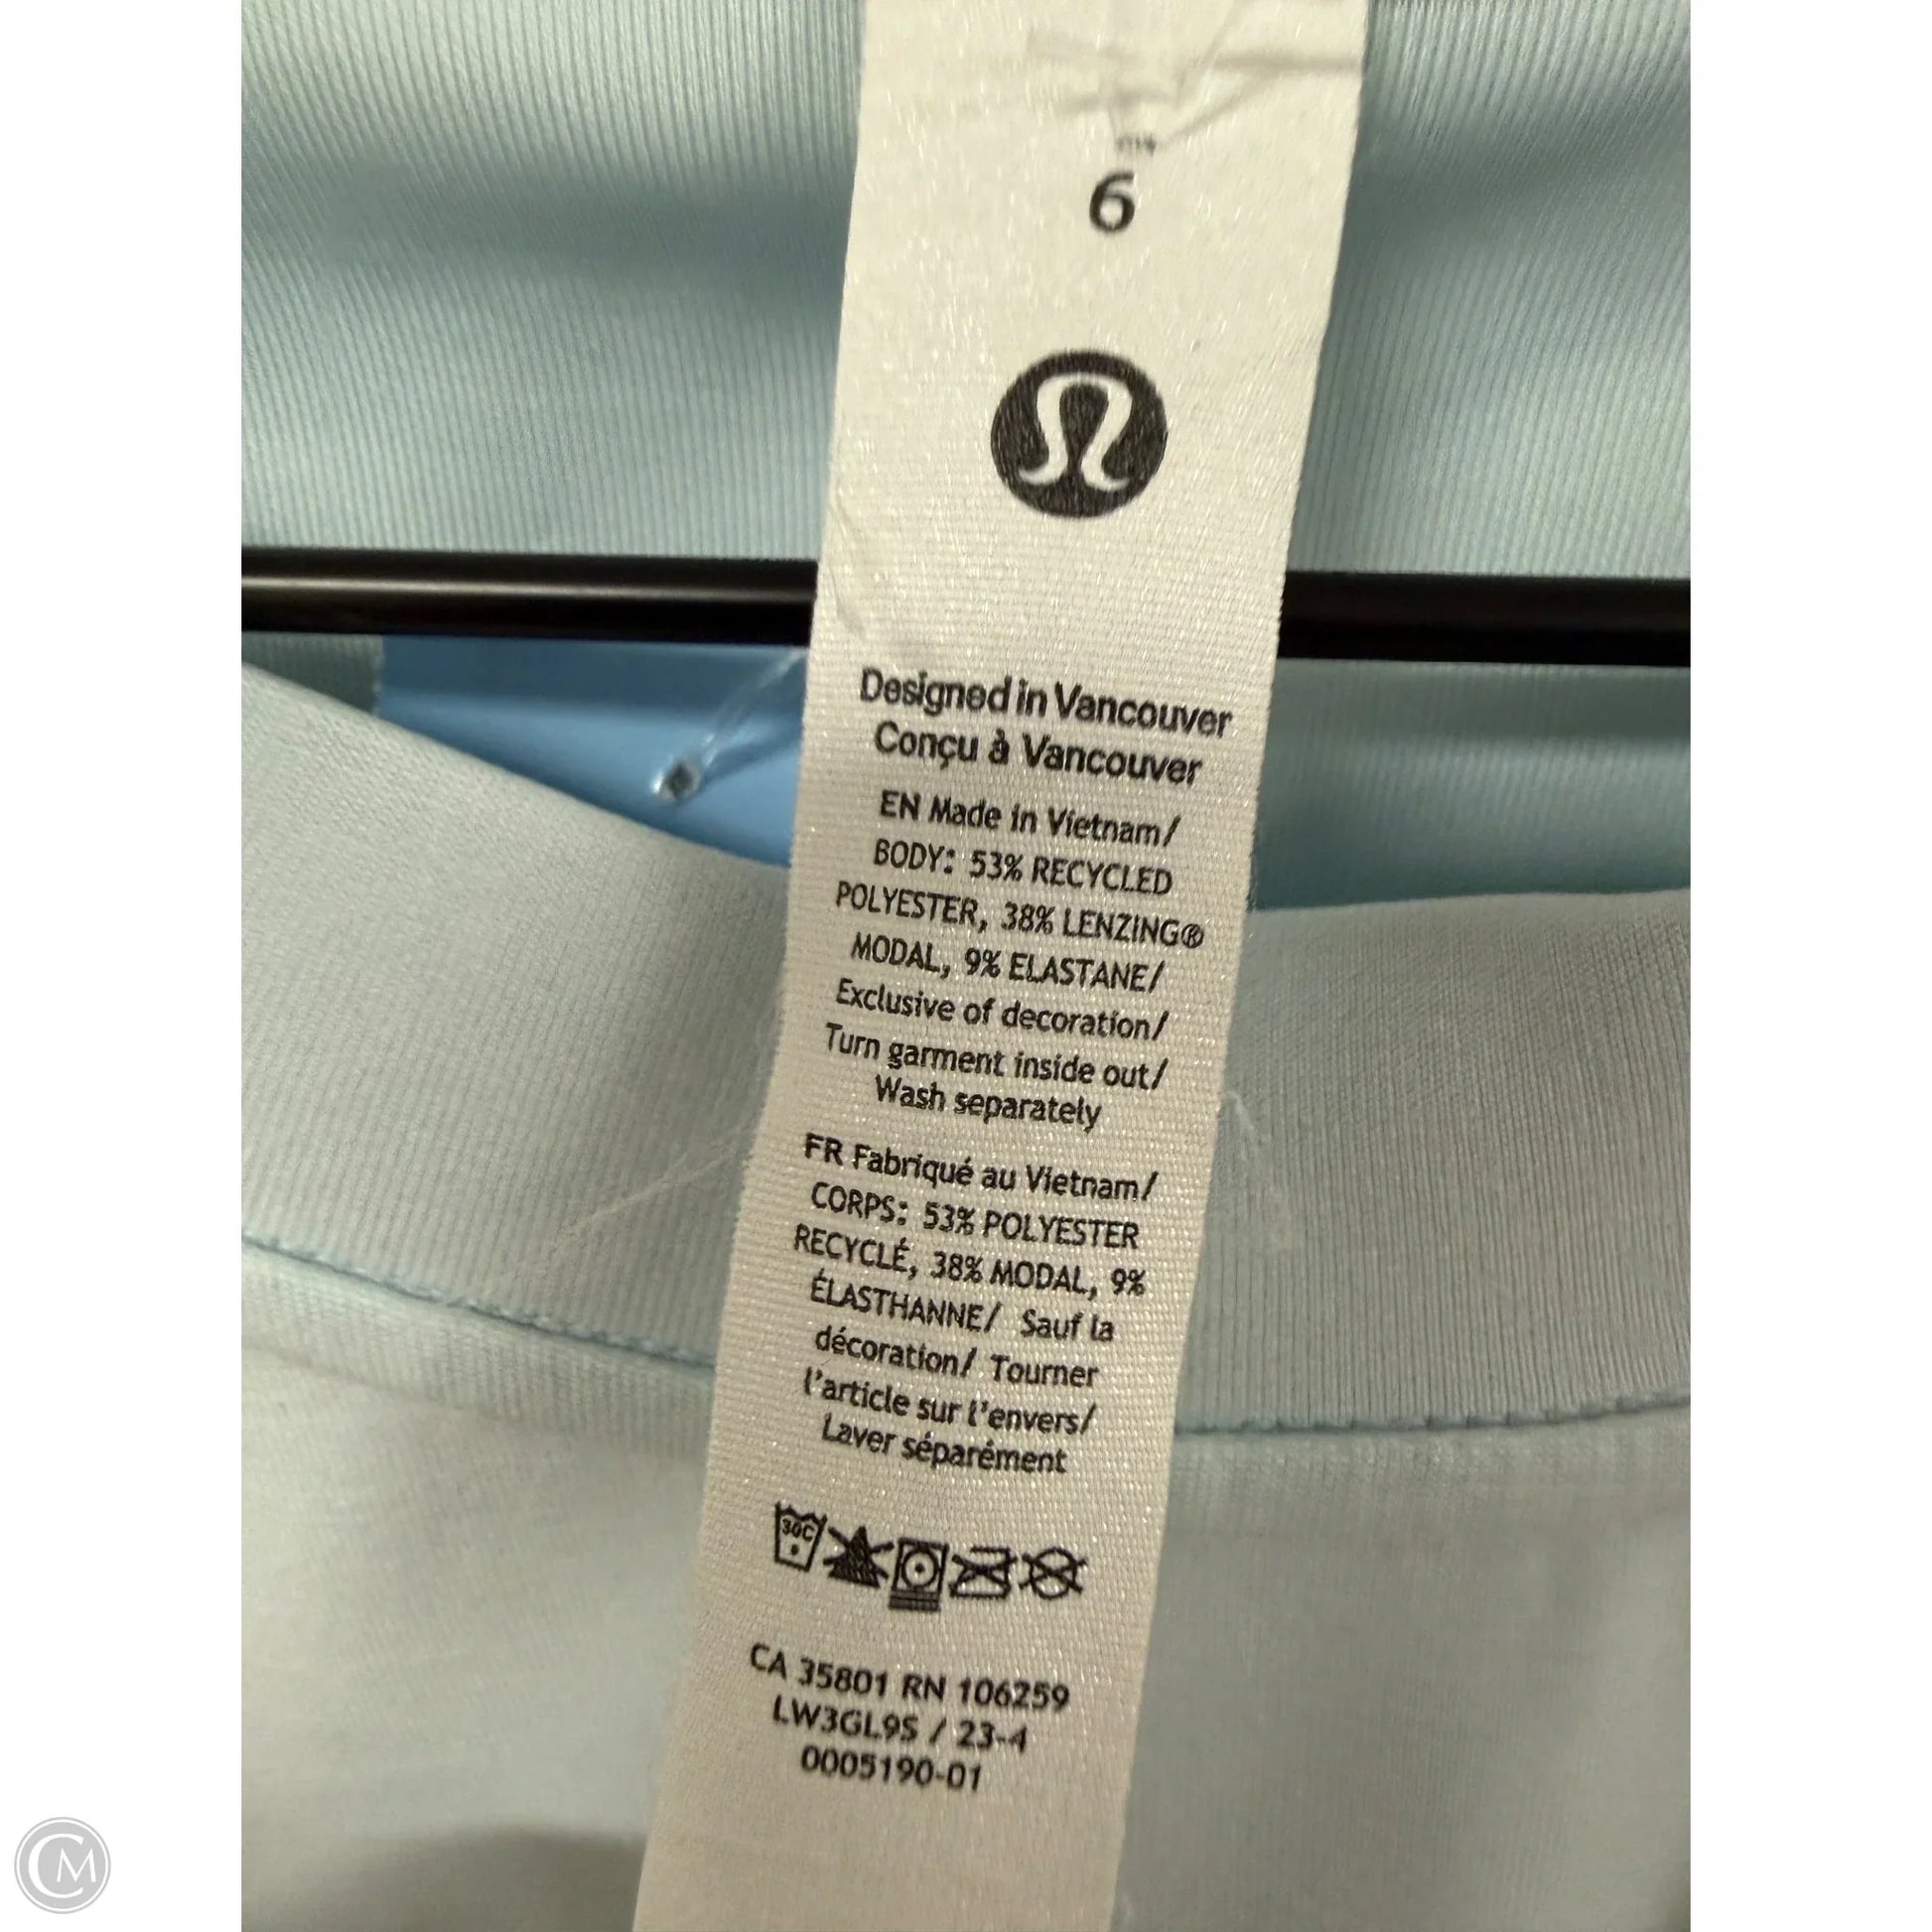 6
Designed in Vancouver
Conçu à Vancouver
EN Made in Vietnam/
BODY: 53% RECYCLED
POLYESTER, 38% LENZING®
MODAL, 9% ELASTANE/
Exclusive of decoration/
Turn garment inside out/
Wash separately
FR Fabriqué au Vietnam/
CORPS: 53% POLYESTER
RECYCLÉ, 38% MODAL, 9%
ÉLASTHANNE/ Sauf la
décoration/ Tourner
l'article sur l'envers/
Laver séparément
30C
CA 35801 RN 106259
LW3GL9S / 23-4
0005190-01
CM